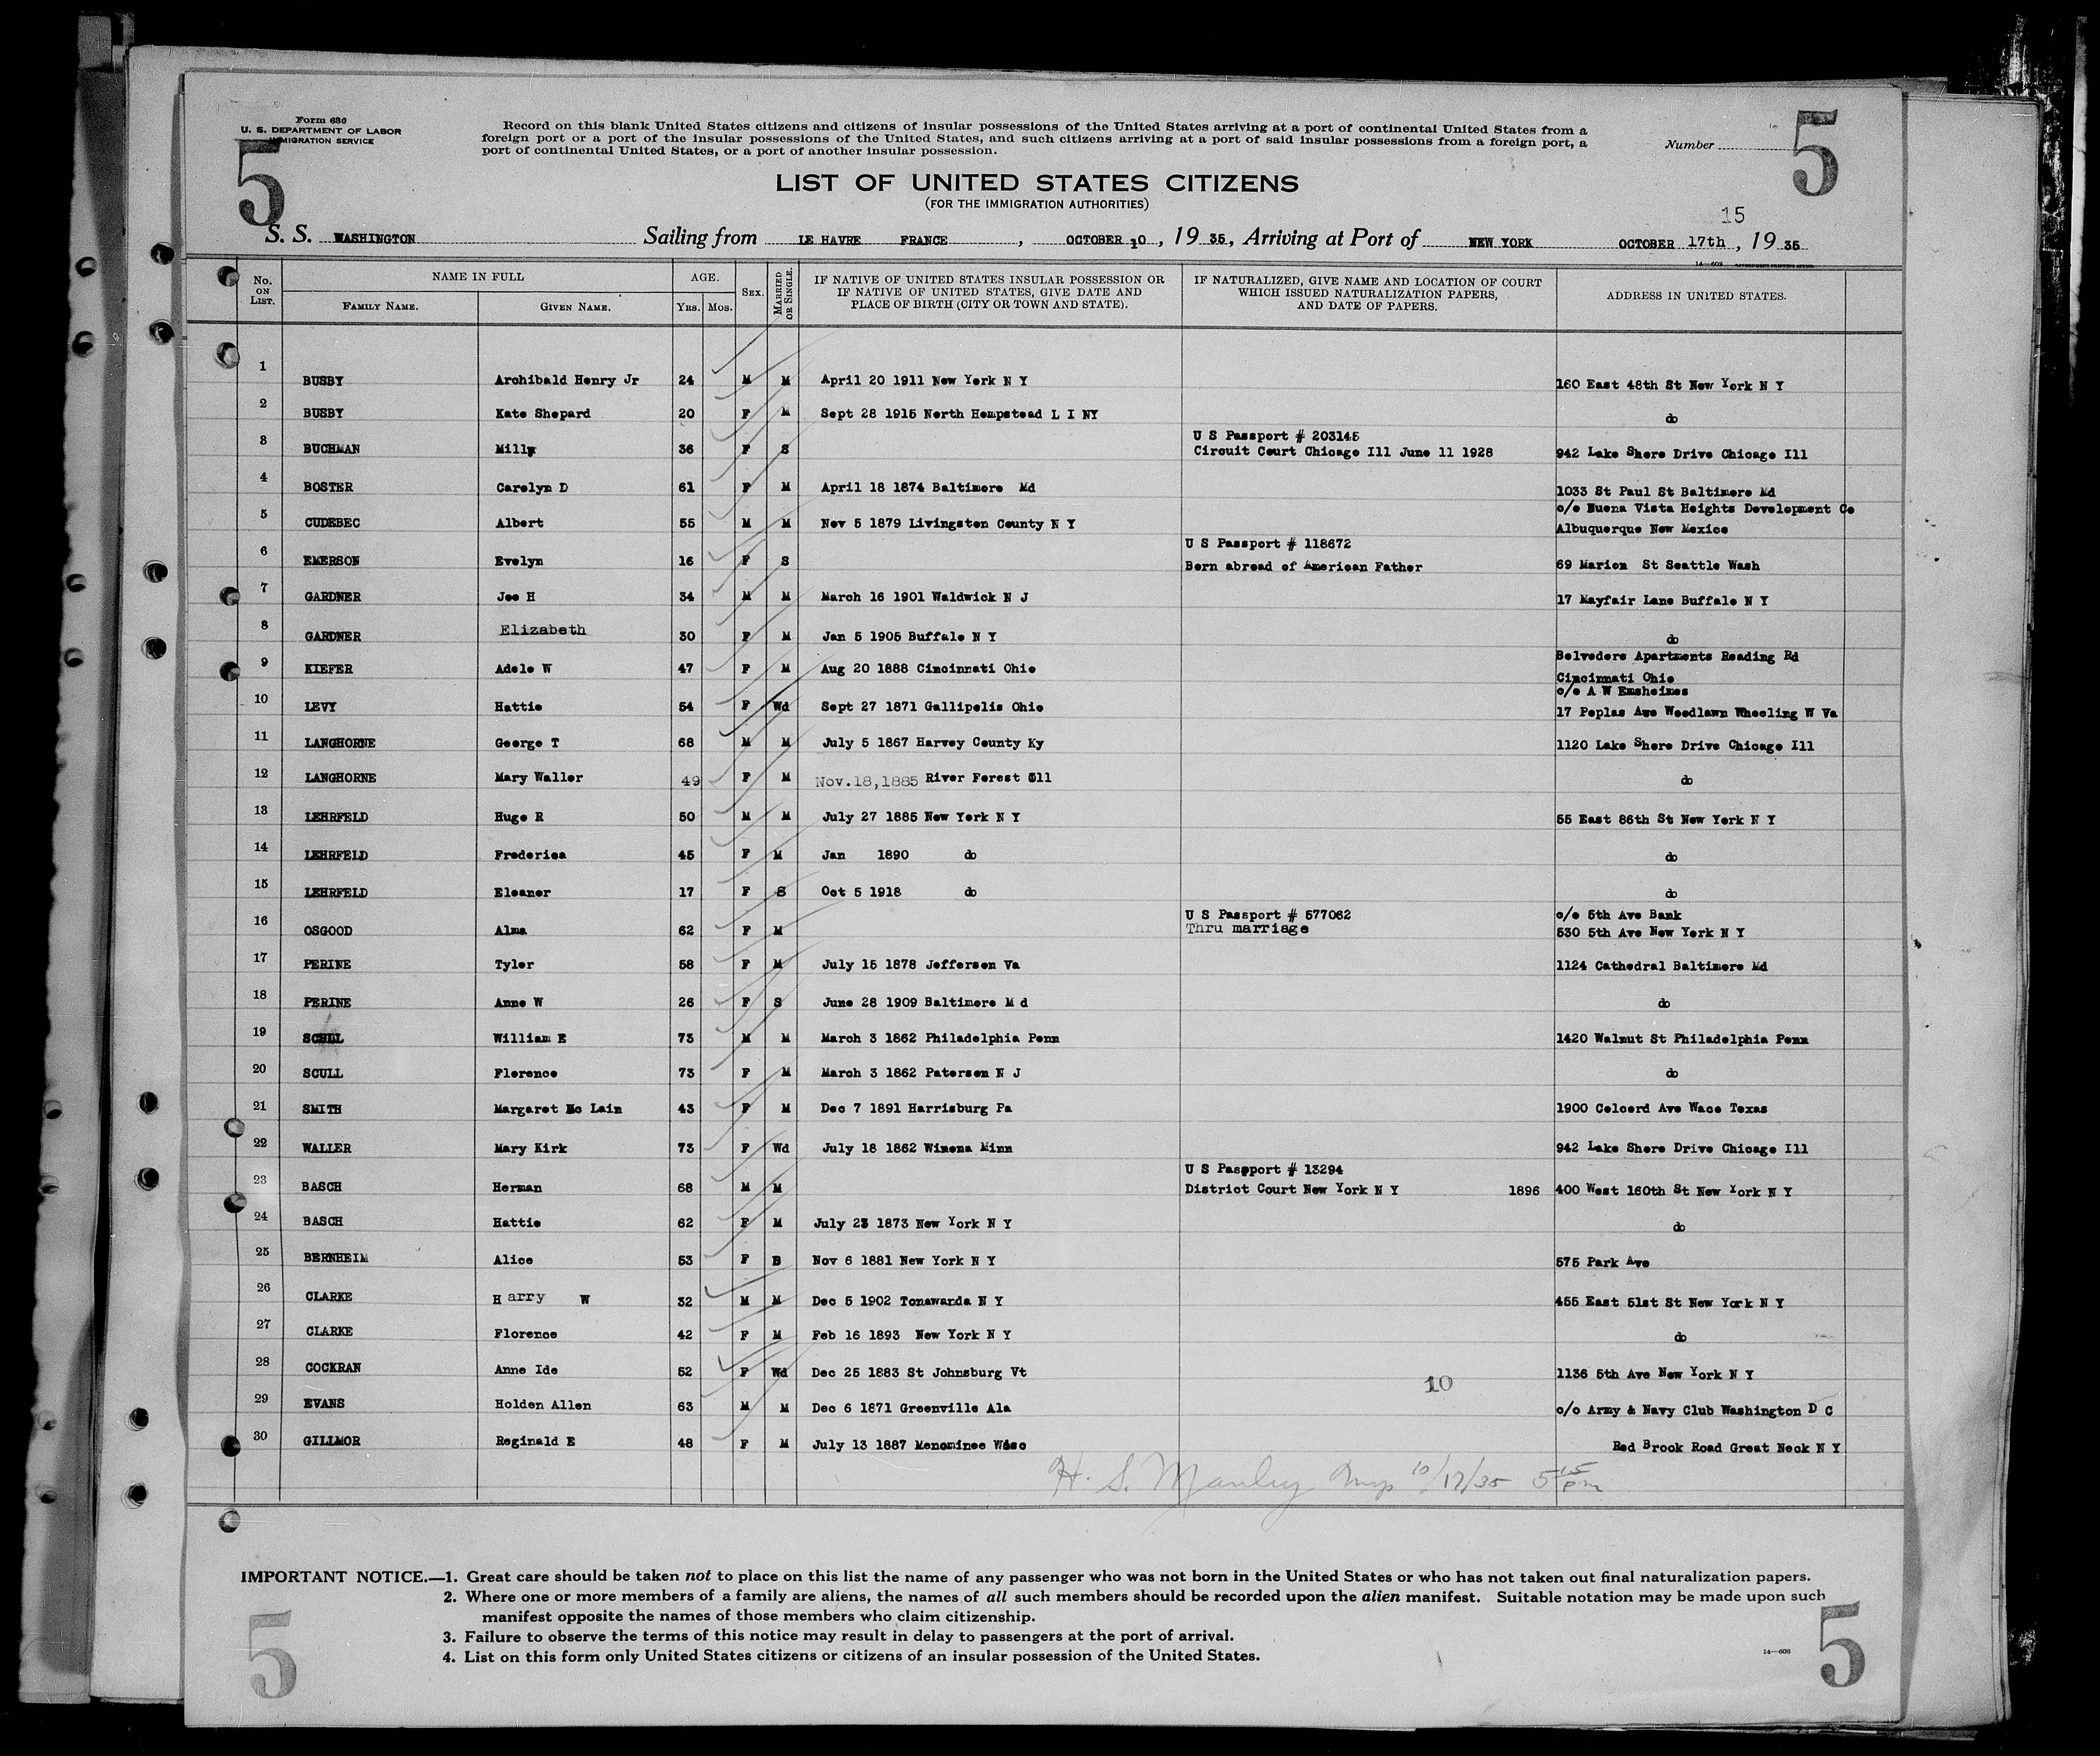 Form 630
U. S. DEPARTMENT OF LABOR
IMMIGRATION SERVICE
5
Record on this blank United States citizens and citizens of insular possessions of the United States arriving at a port of continental United States from a
foreign port or a port of the insular possessions of the United States, and such citizens arriving at a port of said insular possessions from a foreign port, a
port of continental United States, or a port of another insular possession.
Number
5
LIST OF UNITED STATES CITIZENS
(FOR THE IMMIGRATION AUTHORITIES)
15
S. S. WASHINGTON Sailing from LE HAVRE FRANCE, OCTOBER 10, 19 35, Arriving at Port of NEW YORK OCTOBER 17th, 19 35
No. ON LIST. NAME IN FULL FAMILY NAME. GIVEN NAME. AGE. YRS. MOS. SEX. MARRIED OR SINGLE. IF NATIVE OF UNITED STATES INSULAR POSSESSION OR IF NATIVE OF UNITED STATES, GIVE DATE AND PLACE OF BIRTH (CITY OR TOWN AND STATE). IF NATURALIZED, GIVE NAME AND LOCATION OF COURT WHICH ISSUED NATURALIZATION PAPERS, AND DATE OF PAPERS. ADDRESS IN UNITED STATES.
1 BUSBY Archibald Henry Jr 24 M M April 20 1911 New York N Y 160 East 48th St New York N Y
2 BUSBY Kate Shepard 20 F M Sept 28 1915 North Hempstead L I NY do
U S Passport # 203145
3 BUCHMAN Milly 36 F S Circuit Court Chicago Ill June 11 1928 942 Lake Shore Drive Chicago Ill
4 BOSTER Carolyn D 61 F M April 18 1874 Baltimore Md 1033 St Paul St Baltimore Md
c/o Buena Vista Heights Development Co
5 CUDEBEC Albert 55 M M Nov 5 1879 Livingston County N Y Albuquerque New Mexico
U S Passport # 118672
6 EMERSON Evelyn 16 F S Born abroad of American Father 69 Marion St Seattle Wash
7 GARDNER Joe H 34 M M March 16 1901 Waldwick N J 17 Mayfair Lane Buffalo N Y
8 GARDNER Elizabeth 30 F M Jan 5 1905 Buffalo N Y do
Belvedere Apartments Reading Rd
9 KIEFER Adele W 47 F M Aug 20 1888 Cincinnati Ohio Cincinnati Ohio
c/o A W Emsheimes
10 LEVY Hattie 54 F Wd Sept 27 1871 Gallipolis Ohio 17 Poplas Ave Woodlawn Wheeling W Va
11 LANGHORNE George T 68 M M July 5 1867 Harvey County Ky 1120 Lake Shore Drive Chicago Ill
12 LANGHORNE Mary Waller 49 F M Nov.18,1885 River Forest Ill do
13 LEHRFELD Hugo R 50 M M July 27 1885 New York N Y 55 East 86th St New York N Y
14 LEHRFELD Frederica 45 F M Jan 1890 do do
15 LEHRFELD Eleanor 17 F S Oct 5 1918 do do
U S Passport # 577062 c/o 5th Ave Bank
16 OSGOOD Alma 62 F M Thru marriage 530 5th Ave New York N Y
17 PERINE Tyler 58 F M July 15 1878 Jefferson Va 1124 Cathedral Baltimore Md
18 PERINE Anne W 26 F S June 28 1909 Baltimore M d do
19 SCULL William E 73 M M March 3 1862 Philadelphia Penn 1420 Walnut St Philadelphia Penn
20 SCULL Florence 73 F M March 3 1862 Paterson N J do
21 SMITH Margaret Mc Lain 43 F M Dec 7 1891 Harrisburg Pa 1900 Colcord Ave Waco Texas
22 WALLER Mary Kirk 73 F Wd July 18 1862 Winona Minn 942 Lake Shore Drive Chicago Ill
U S Passport # 13294
23 BASCH Herman 68 M M District Court New York N Y 1896 400 West 160th St New York N Y
24 BASCH Hattie 62 F M July 23 1873 New York N Y do
25 BERNHEIM Alice 53 F D Nov 6 1881 New York N Y 575 Park Ave
26 CLARKE Harry W 32 M M Dec 5 1902 Tonawanda N Y 455 East 51st St New York N Y
27 CLARKE Florence 42 F M Feb 16 1893 New York N Y do
28 COCKRAN Anne Ide 52 F Wd Dec 25 1883 St Johnsburg Vt 1136 5th Ave New York N Y
10
29 EVANS Holden Allen 63 M M Dec 6 1871 Greenville Ala c/o Army & Navy Club Washington D C
30 GILLMOR Reginald E 48 F M July 13 1887 Menominee Wisc Red Brook Road Great Neck N Y
H. S. Manley Insp 10/17/35 5 15 pm
IMPORTANT NOTICE.—1. Great care should be taken not to place on this list the name of any passenger who was not born in the United States or who has not taken out final naturalization papers.
2. Where one or more members of a family are aliens, the names of all such members should be recorded upon the alien manifest. Suitable notation may be made upon such
manifest opposite the names of those members who claim citizenship.
3. Failure to observe the terms of this notice may result in delay to passengers at the port of arrival.
4. List on this form only United States citizens or citizens of an insular possession of the United States.
14—608
5
5